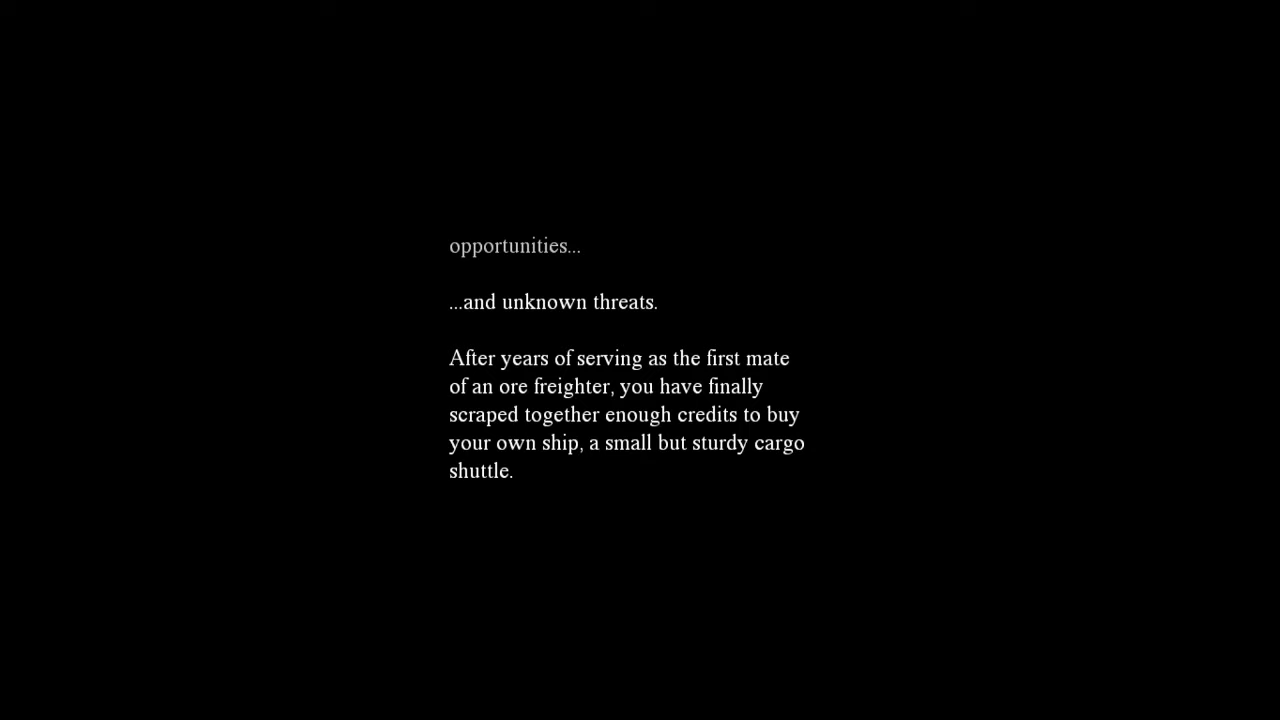 opportunities...
...and unknown threats.
After years of serving as the first mate
of an ore freighter, you have finally
scraped together enough credits to buy
your own ship, a small but sturdy cargo
shuttle.